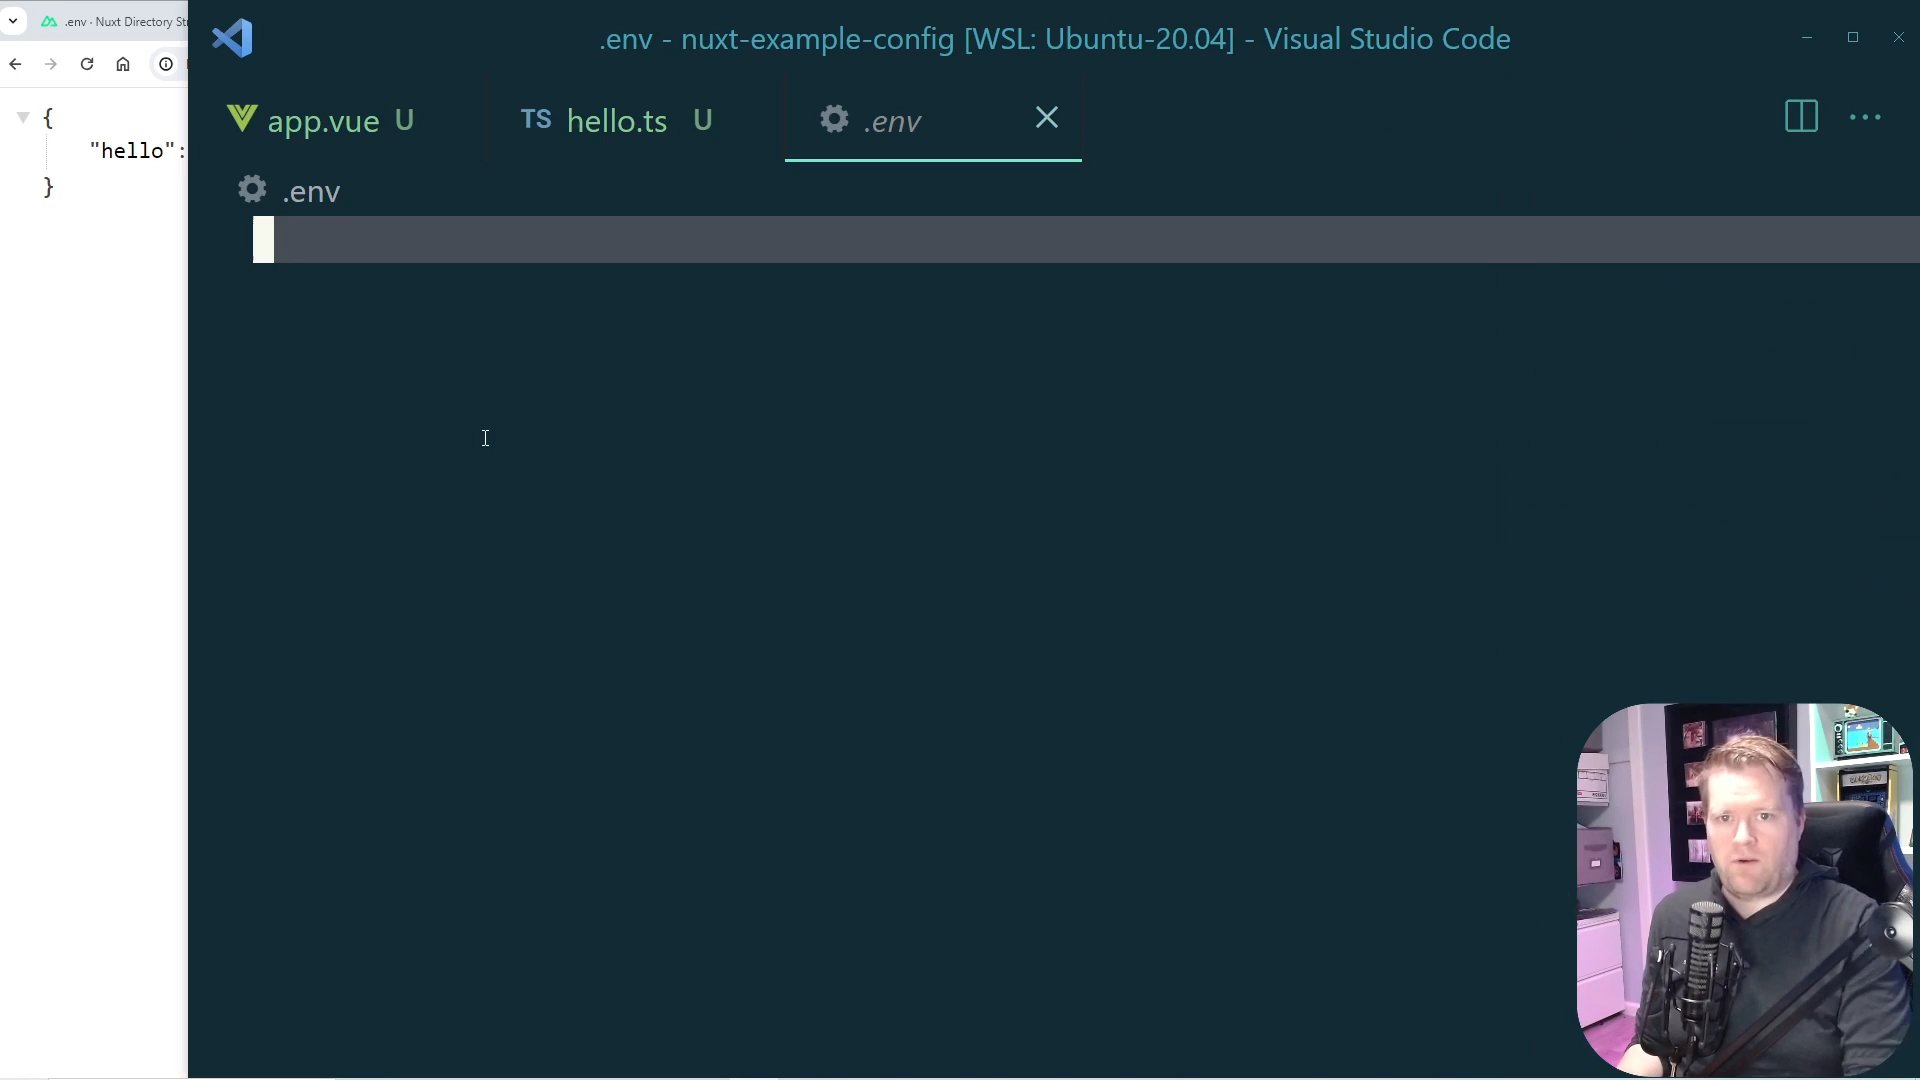 .env · Nuxt Directory Str
.env - nuxt-example-config [WSL: Ubuntu-20.04] - Visual Studio Code
app.vue U
TS hello.ts U
.env
.env
{
"hello":
}